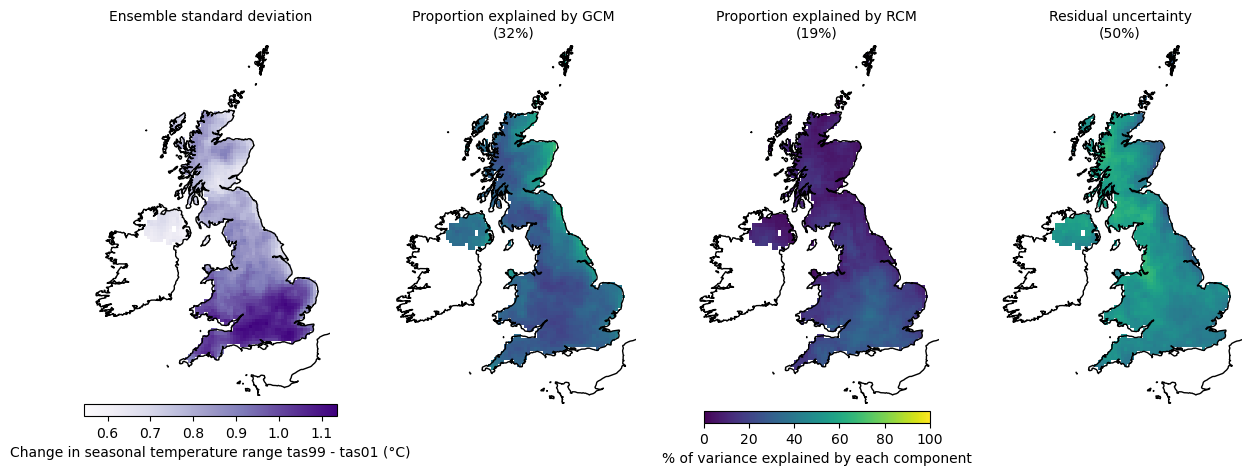 Ensemble standard deviation
Proportion explained by GCM
(32%)
Proportion explained by RCM
(19%)
Residual uncertainty
(50%)
0.6 0.7 0.8 0.9 1.0 1.1
Change in seasonal temperature range tas99 - tas01 (°C)
0 20 40 60 80 100
% of variance explained by each component